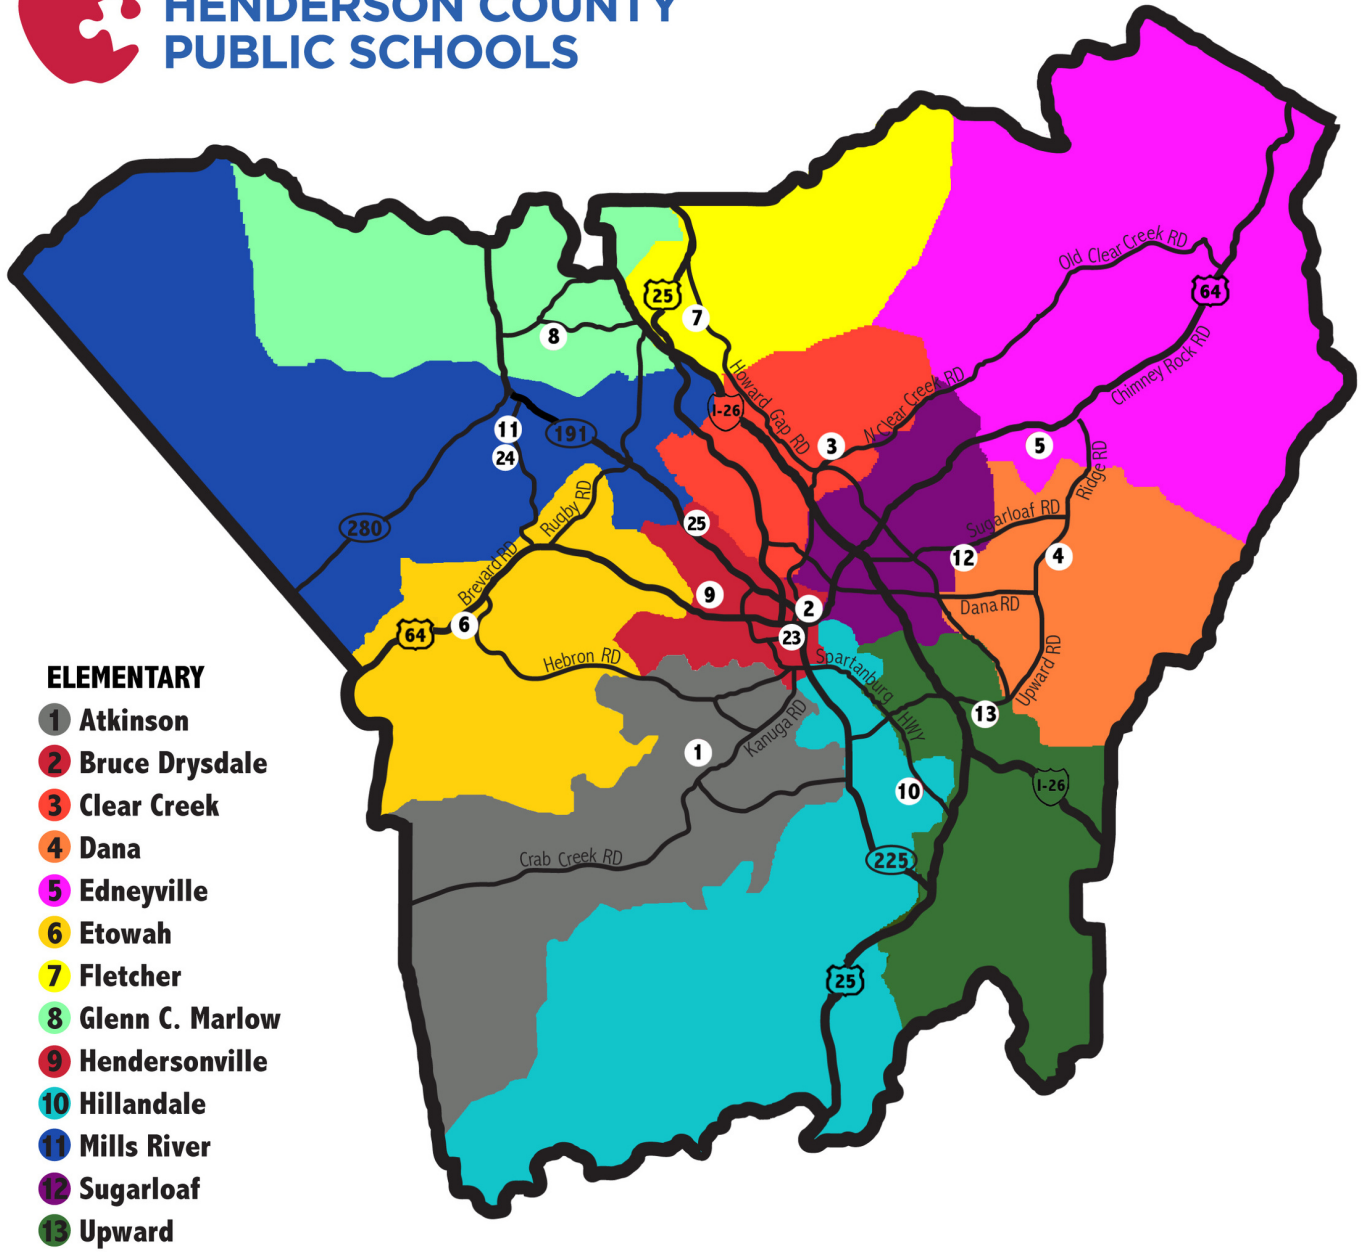 HENDERSON COUNTY
PUBLIC SCHOOLS
Old Clear Creek RD
64
25
7
8
Chimney Rock RD
Howard Gap RD
N Clear Creek RD
I-26
11
191
3
5
24
Ridge RD
280
Rugby RD
25
Sugarloaf RD
12
4
Brevard RD
9
2
Dana RD
64
6
23
Hebron RD
Spartanburg HWY
Upward RD
13
Kanuga RD
1
10
I-26
Crab Creek RD
225
25
ELEMENTARY
1 Atkinson
2 Bruce Drysdale
3 Clear Creek
4 Dana
5 Edneyville
6 Etowah
7 Fletcher
8 Glenn C. Marlow
9 Hendersonville
10 Hillandale
11 Mills River
12 Sugarloaf
13 Upward